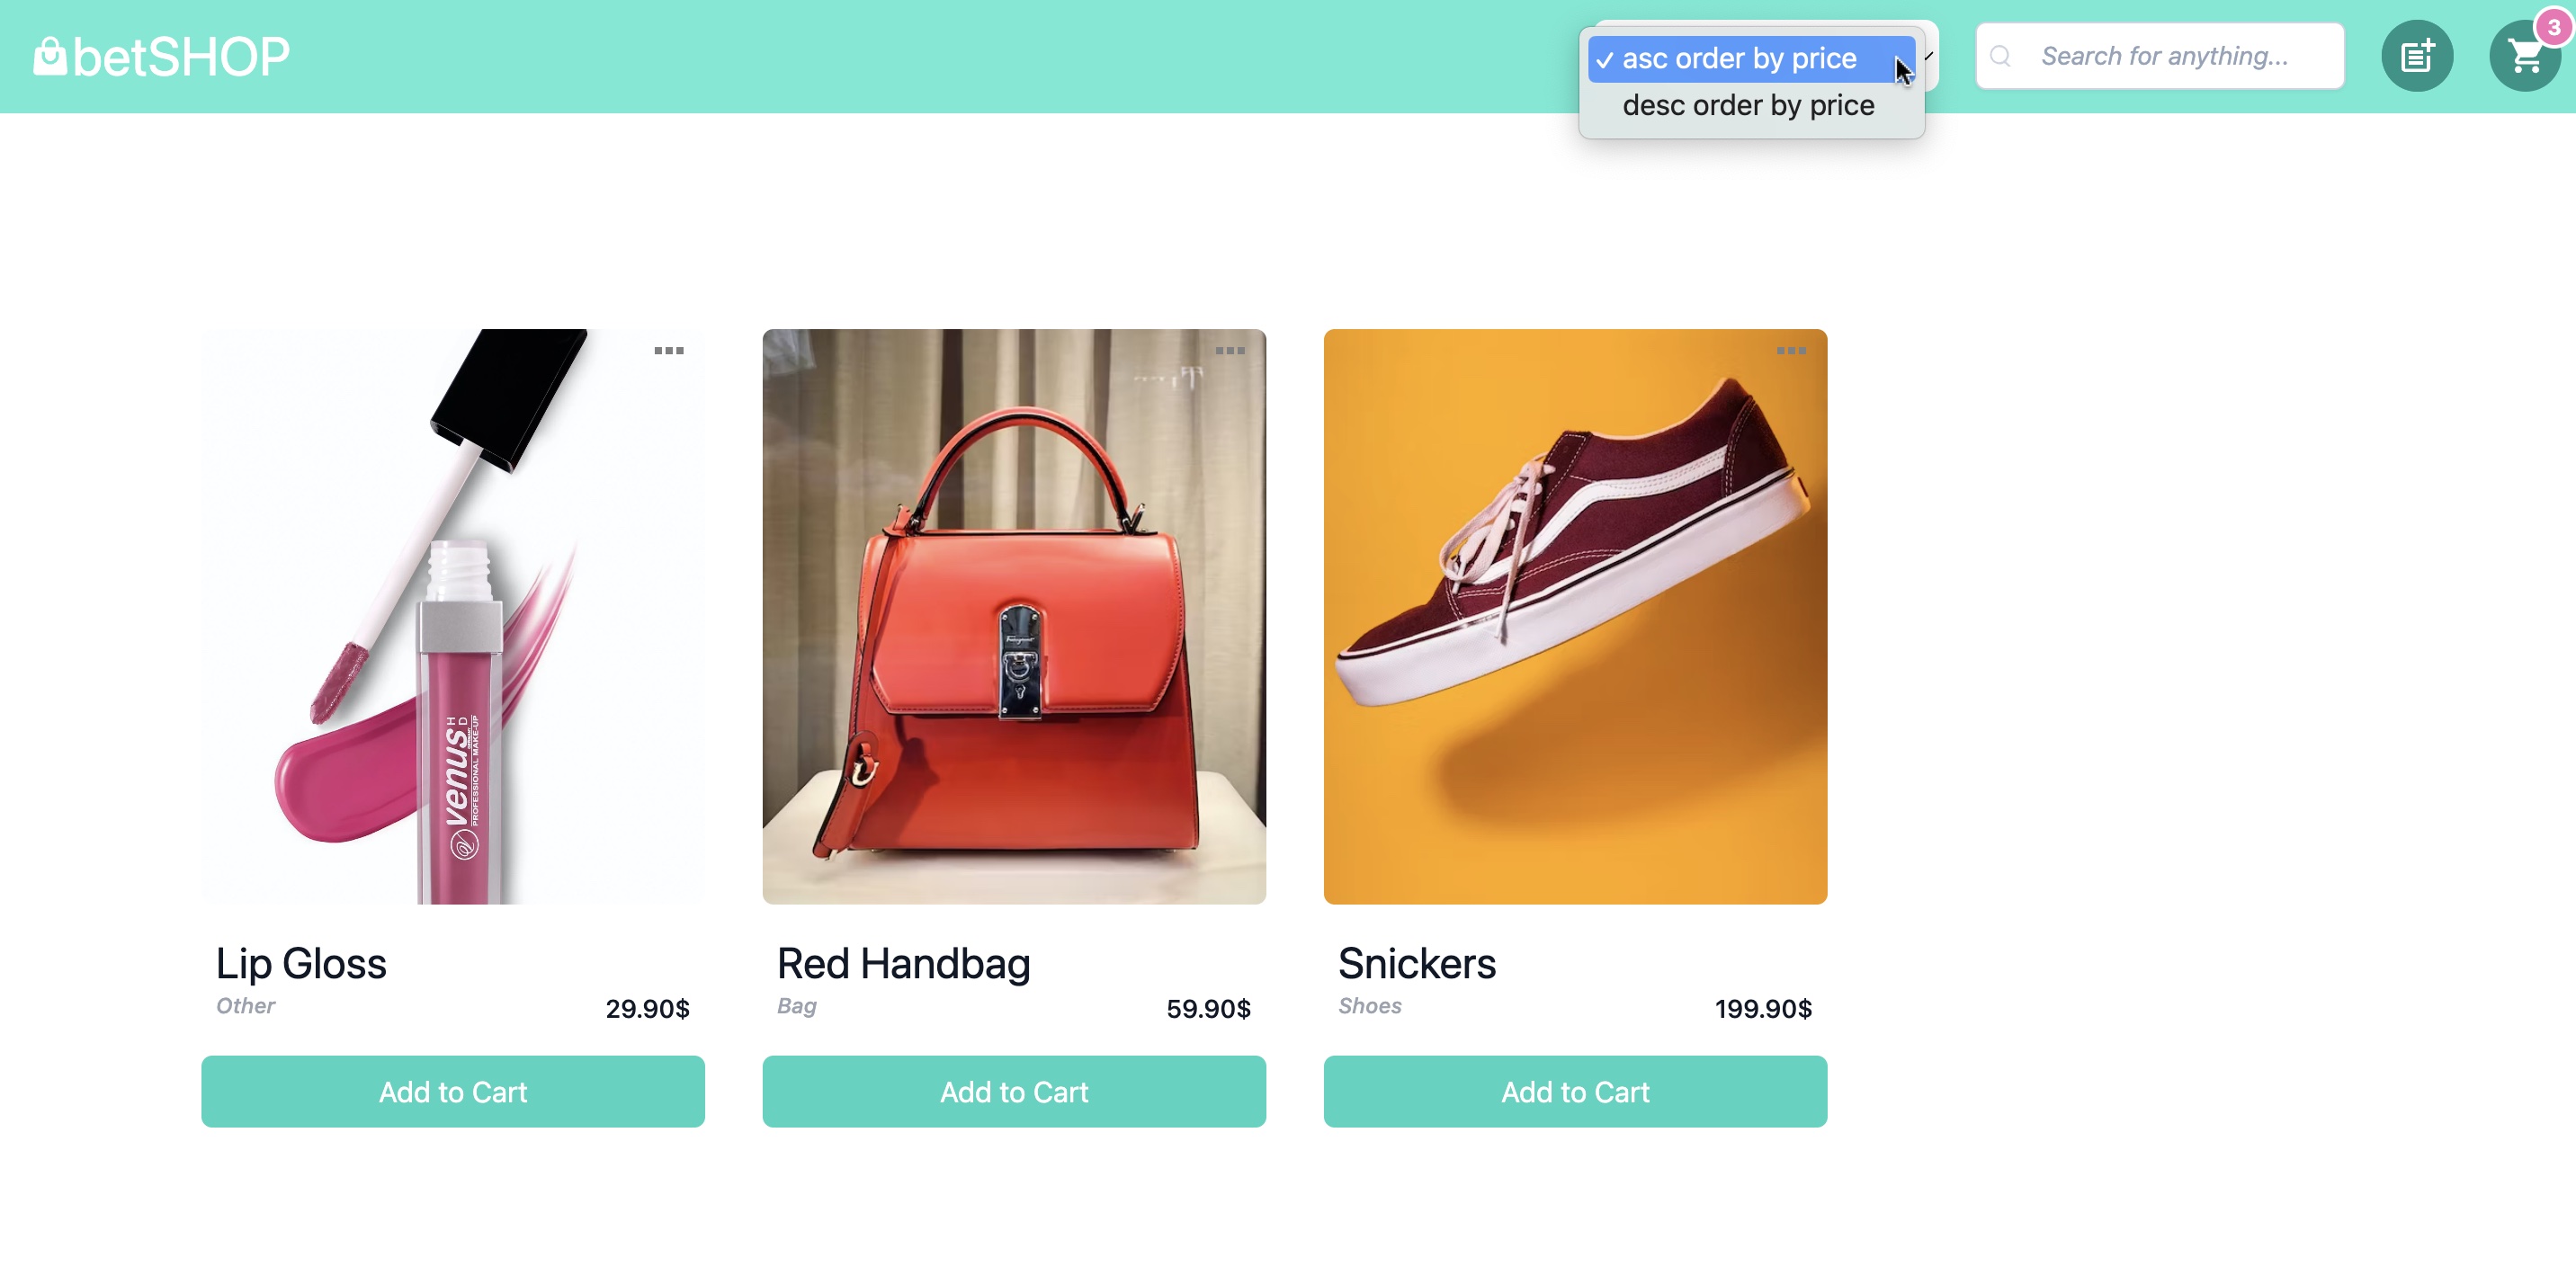 betSHOP
✓ asc order by price
desc order by price
Search for anything...
3
venus HD
PROFESSIONAL MAKE-UP
Lip Gloss
Other
29.90$
Add to Cart
Red Handbag
Bag
59.90$
Add to Cart
Snickers
Shoes
199.90$
Add to Cart